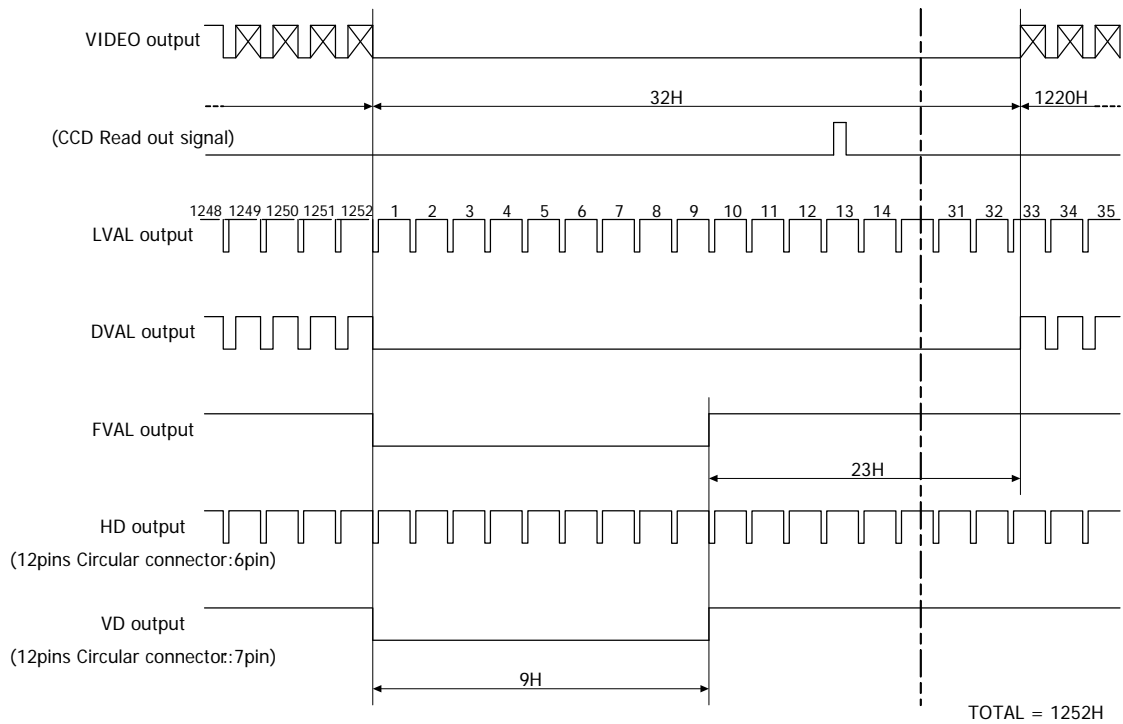 VIDEO output
32H
1220H
(CCD Read out signal)
1248 1249 1250 1251 1252 1 2 3 4 5 6 7 8 9 10 11 12 13 14 31 32 33 34 35
LVAL output
DVAL output
FVAL output
23H
HD output
(12pins Circular connector:6pin)
VD output
(12pins Circular connector::7pin)
9H
TOTAL = 1252H